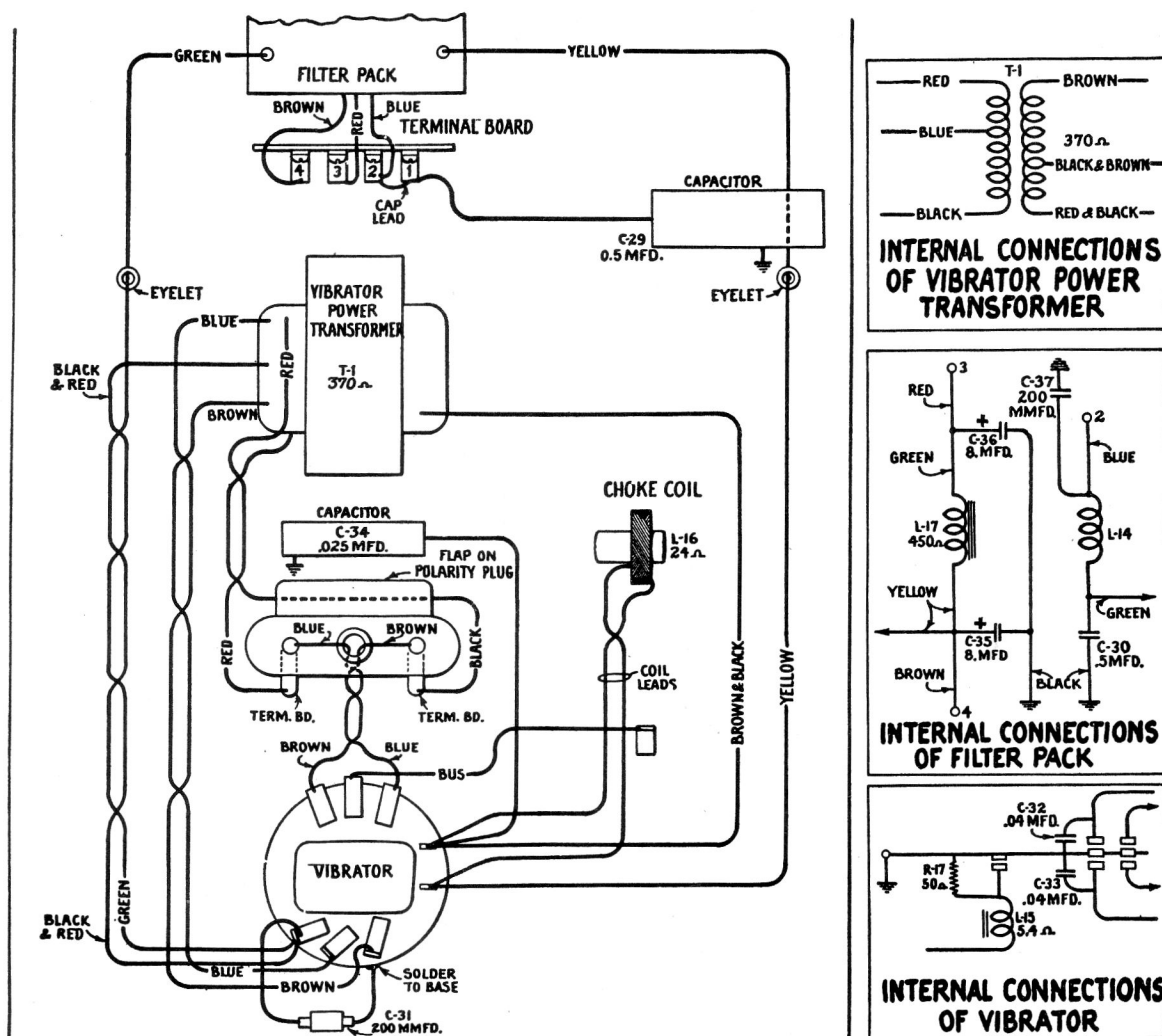 GREEN
YELLOW
FILTER PACK
BROWN
RED
BLUE
TERMINAL BOARD
4
3
2
1
CAP
LEAD
CAPACITOR
C-29
0.5 MFD.
EYELET
EYELET
VIBRATOR
POWER
TRANSFORMER
T-1
370 Ω
BLUE
RED
BLACK
& RED
BROWN
CHOKE COIL
CAPACITOR
C-34
.025 MFD.
L-16
24 Ω
FLAP ON
POLARITY PLUG
BLUE
BROWN
RED
BLACK
TERM. BD.
TERM. BD.
COIL
LEADS
BROWN & BLACK
YELLOW
BROWN
BLUE
BUS
VIBRATOR
BLACK
& RED
GREEN
BLUE
BROWN
SOLDER
TO BASE
C-31
200 MMFD.
T-1
RED
BROWN
BLUE
370 Ω
BLACK & BROWN
BLACK
RED & BLACK
INTERNAL CONNECTIONS
OF VIBRATOR POWER
TRANSFORMER
3
C-37
200
MMFD.
RED
2
+
C-36
8. MFD.
BLUE
GREEN
L-17
450Ω
L-14
YELLOW
GREEN
+
C-35
8. MFD
C-30
.5 MFD.
BROWN
BLACK
4
INTERNAL CONNECTIONS
OF FILTER PACK
C-32
.04 MFD.
R-17
50Ω
C-33
.04 MFD.
L-15
5.4 Ω
INTERNAL CONNECTIONS
OF VIBRATOR